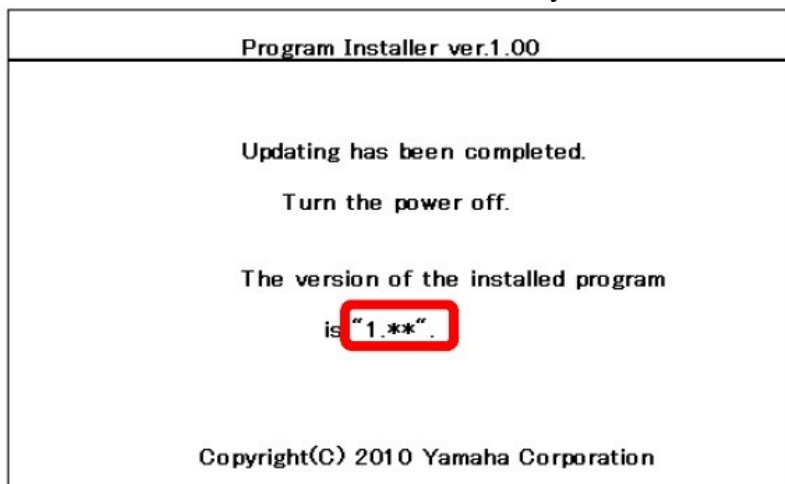 Program Installer ver.1.00
Updating has been completed.
Turn the power off.
The version of the installed program
is "1.**".
Copyright(C) 2010 Yamaha Corporation